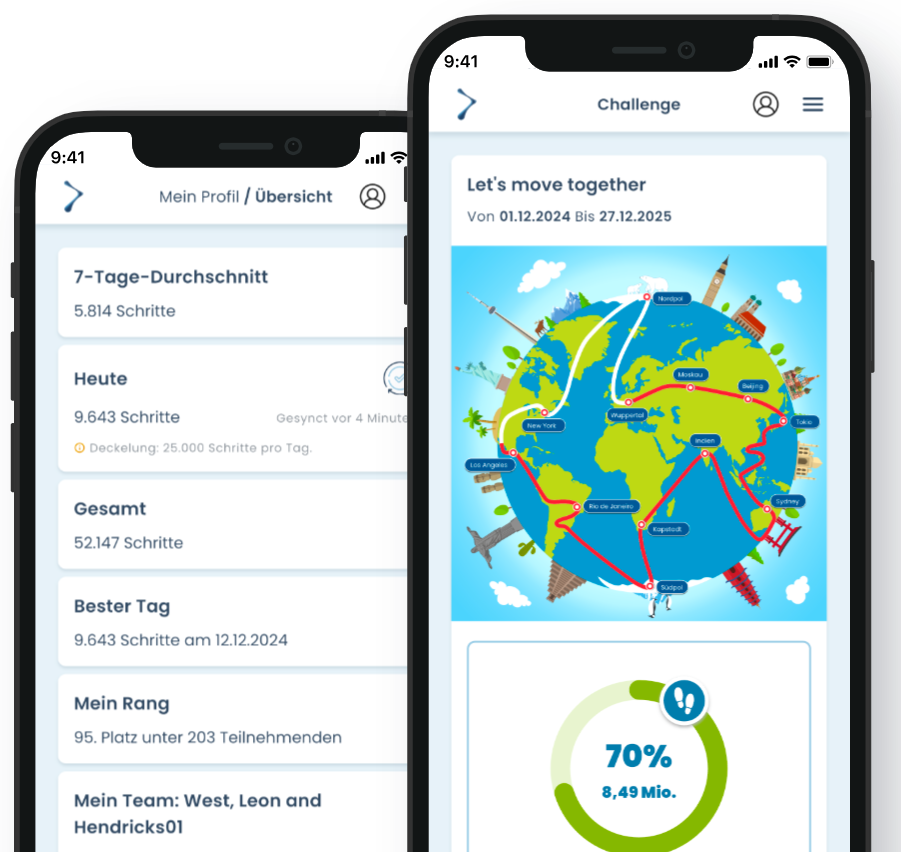 9:41
Mein Profil / Übersicht
7-Tage-Durchschnitt
5.814 Schritte
Heute
9.643 Schritte
Gesynct vor 4 Minute
Deckelung: 25.000 Schritte pro Tag.
Gesamt
52.147 Schritte
Bester Tag
9.643 Schritte am 12.12.2024
Mein Rang
95. Platz unter 203 Teilnehmenden
Mein Team: West, Leon and
Hendricks01
9:41
Challenge
Let's move together
Von 01.12.2024 Bis 27.12.2025
Nordpol
Moskau
Beijing
Wuppertal
New York
Tokio
Indien
Los Angeles
Rio de Janeiro
Sydney
Kapstadt
Südpol
70%
8,49 Mio.